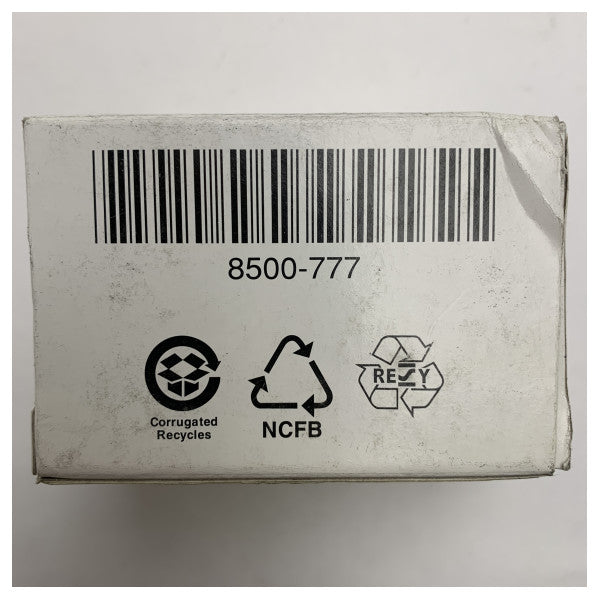 8500-777
Corrugated
Recycles
NCFB
RESY